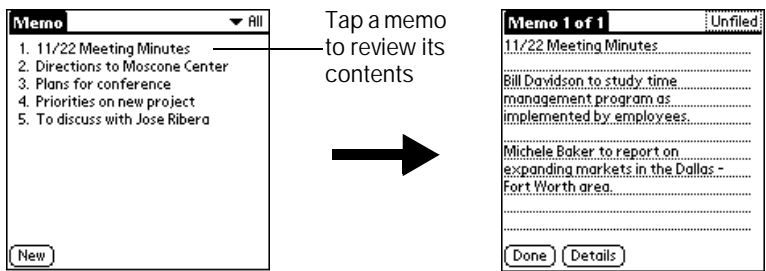 Memo
All
1. 11/22 Meeting Minutes
2. Directions to Moscone Center
3. Plans for conference
4. Priorities on new project
5. To discuss with Jose Ribera
New
Tap a memo
to review its
contents
Memo 1 of 1
Unfiled
11/22 Meeting Minutes
Bill Davidson to study time
management program as
implemented by employees.
Michele Baker to report on
expanding markets in the Dallas -
Fort Worth area.
Done
Details